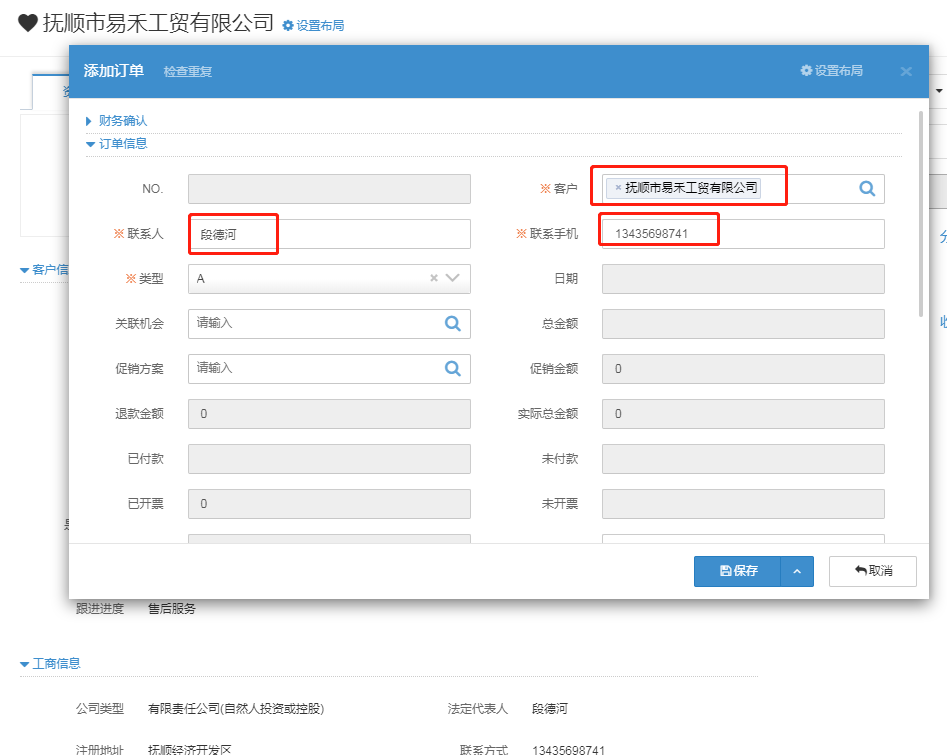 抚顺市易禾工贸有限公司 设置布局
添加订单 检查重复 设置布局 ×
财务确认
订单信息
NO. ※ 客户 × 抚顺市易禾工贸有限公司
※ 联系人 段德河 ※ 联系手机 13435698741
※ 类型 A × 日期
关联机会 请输入 总金额
促销方案 请输入 促销金额 0
退款金额 0 实际总金额 0
已付款 未付款
已开票 0 未开票
保存 取消
客户信
跟进进度 售后服务
工商信息
公司类型 有限责任公司(自然人投资或控股) 法定代表人 段德河
注册地址 抚顺经济开发区 联系方式 13435698741